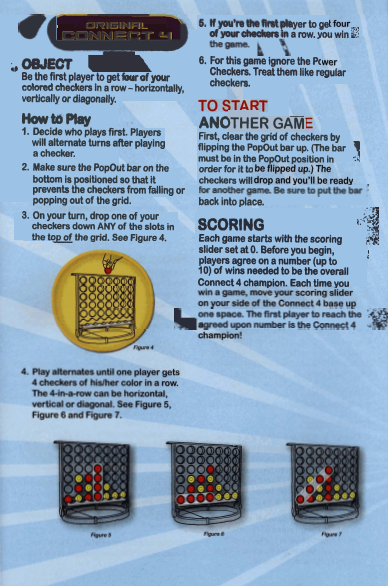 ORIGINAL
CONNECT 4
OBJECT
Be the first player to get four of your
colored checkers in a row – horizontally,
vertically or diagonally.
How to Play
1. Decide who plays first. Players
will alternate turns after playing
a checker.
2. Make sure the PopOut bar on the
bottom is positioned so that it
prevents the checkers from falling or
popping out of the grid.
3. On your turn, drop one of your
checkers down ANY of the slots in
the top of the grid. See Figure 4.
Figure 4
4. Play alternates until one player gets
4 checkers of his/her color in a row.
The 4-in-a-row can be horizontal,
vertical or diagonal. See Figure 5,
Figure 6 and Figure 7.
5. If you're the first player to get four
of your checkers in a row. you win
the game.
6. For this game ignore the Power
Checkers. Treat them like regular
checkers.
TO START
ANOTHER GAME
First, clear the grid of checkers by
flipping the PopOut bar up. (The bar
must be in the PopOut position in
order for it to be flipped up.) The
checkers will drop and you'll be ready
for another game. Be sure to put the bar
back into place.
SCORING
Each game starts with the scoring
slider set at 0. Before you begin,
players agree on a number (up to
10) of wins needed to be the overall
Connect 4 champion. Each time you
win a game, move your scoring slider
on your side of the Connect 4 base up
one space. The first player to reach the
agreed upon number is the Connect 4
champion!
Figure 5
Figure 6
Figure 7